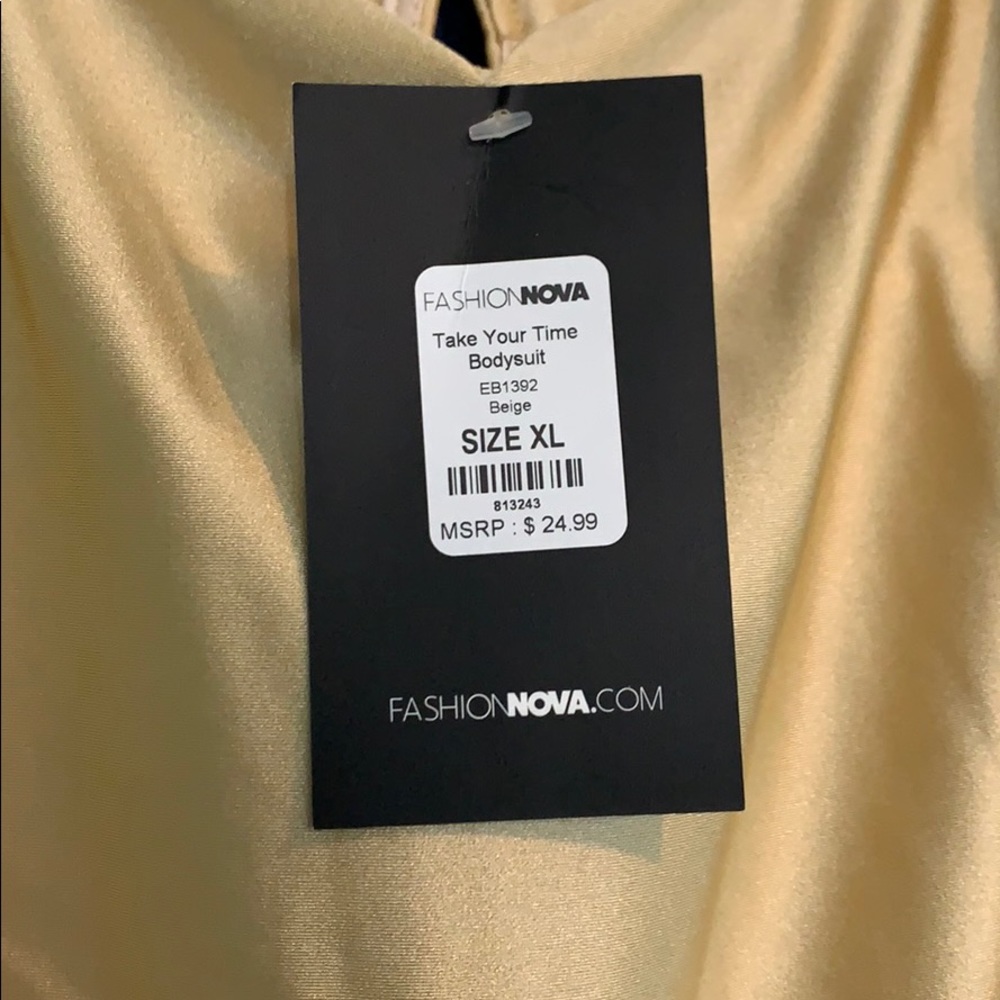 FASHIONNOVA
Take Your Time
Bodysuit
EB1392
Beige
SIZE XL
813243
MSRP : $ 24.99
FASHIONNOVA.COM